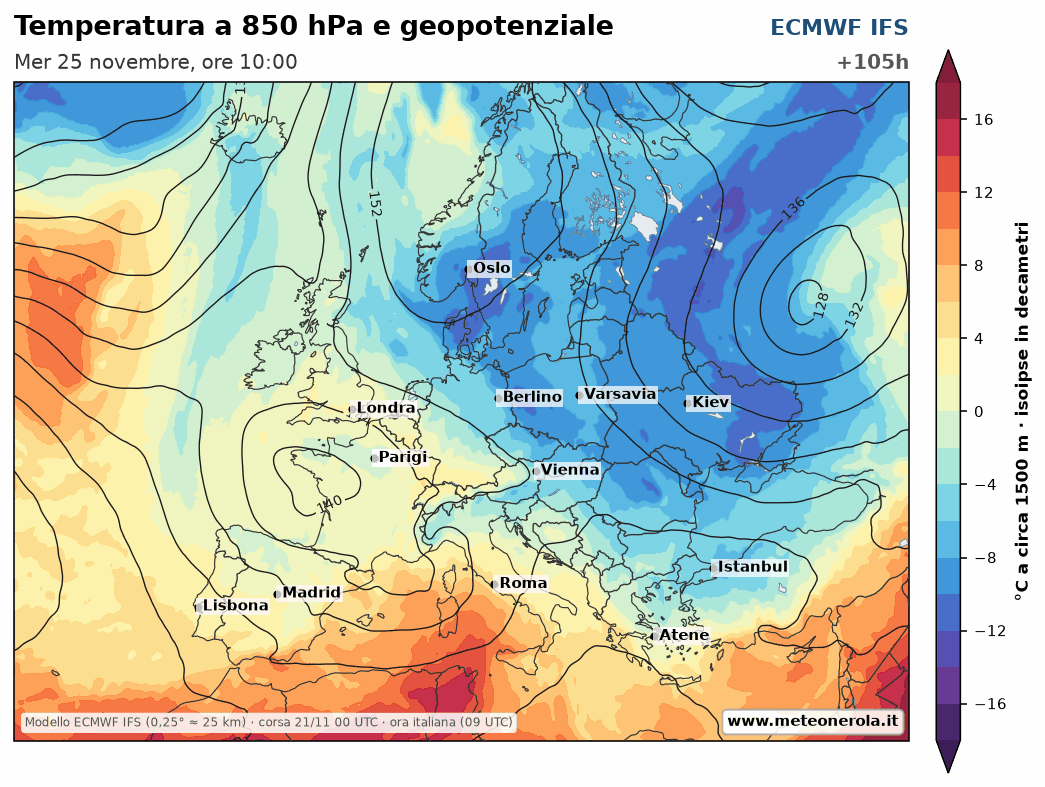 Temperatura a 850 hPa e geopotenziale
ECMWF IFS
Mer 25 novembre, ore 10:00
+105h
152
136
128
132
140
Oslo
Berlino
Varsavia
Kiev
Londra
Parigi
Vienna
Istanbul
Roma
Madrid
Lisbona
Atene
16
12
8
4
0
−4
−8
−12
−16
°C a circa 1500 m · isoipse in decametri
Modello ECMWF IFS (0,25° ≈ 25 km) · corsa 21/11 00 UTC · ora italiana (09 UTC)
www.meteonerola.it